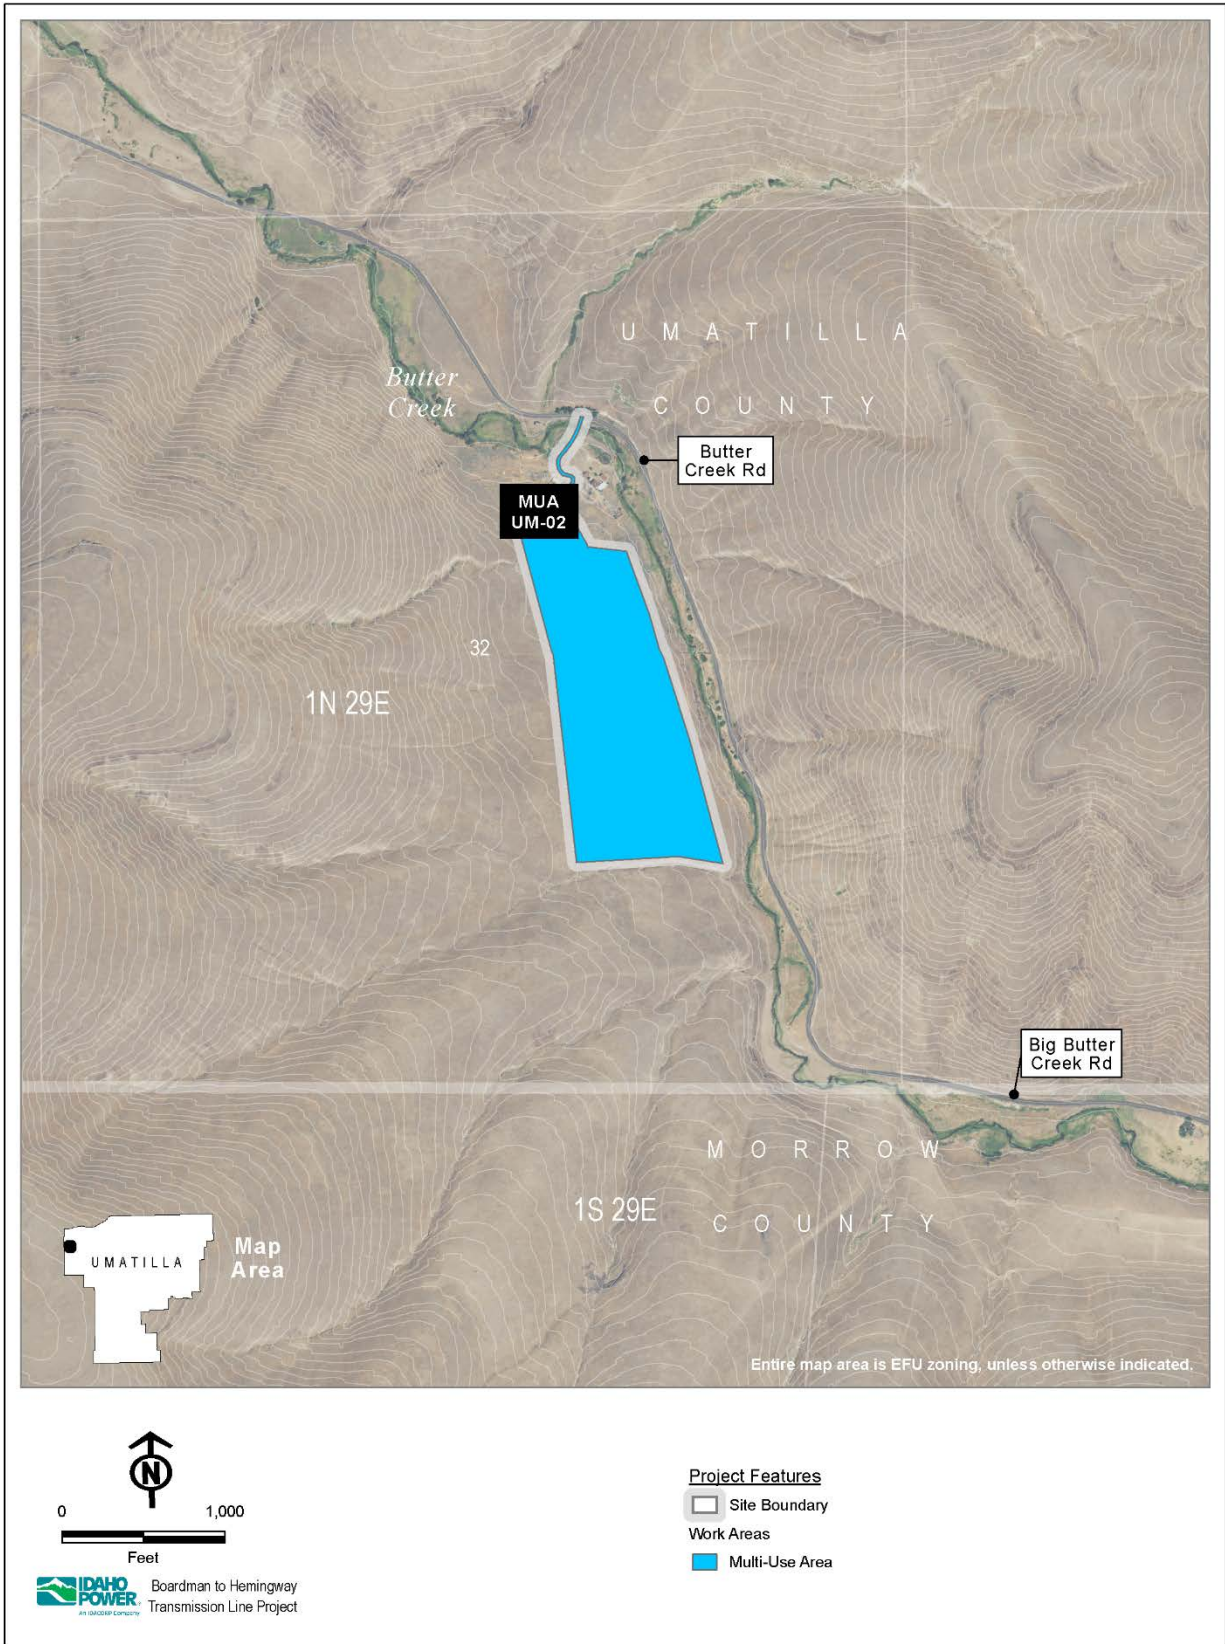 U M A T I L L A
C O U N T Y
Butter
Creek
Butter
Creek Rd
MUA
UM-02
32
1N 29E
Big Butter
Creek Rd
M O R R O W
C O U N T Y
1S 29E
UMATILLA
Map
Area
Entire map area is EFU zoning, unless otherwise indicated.
N
0 1,000
Feet
IDAHO
POWER
An IDACORP Company
Boardman to Hemingway
Transmission Line Project
Project Features
Site Boundary
Work Areas
Multi-Use Area